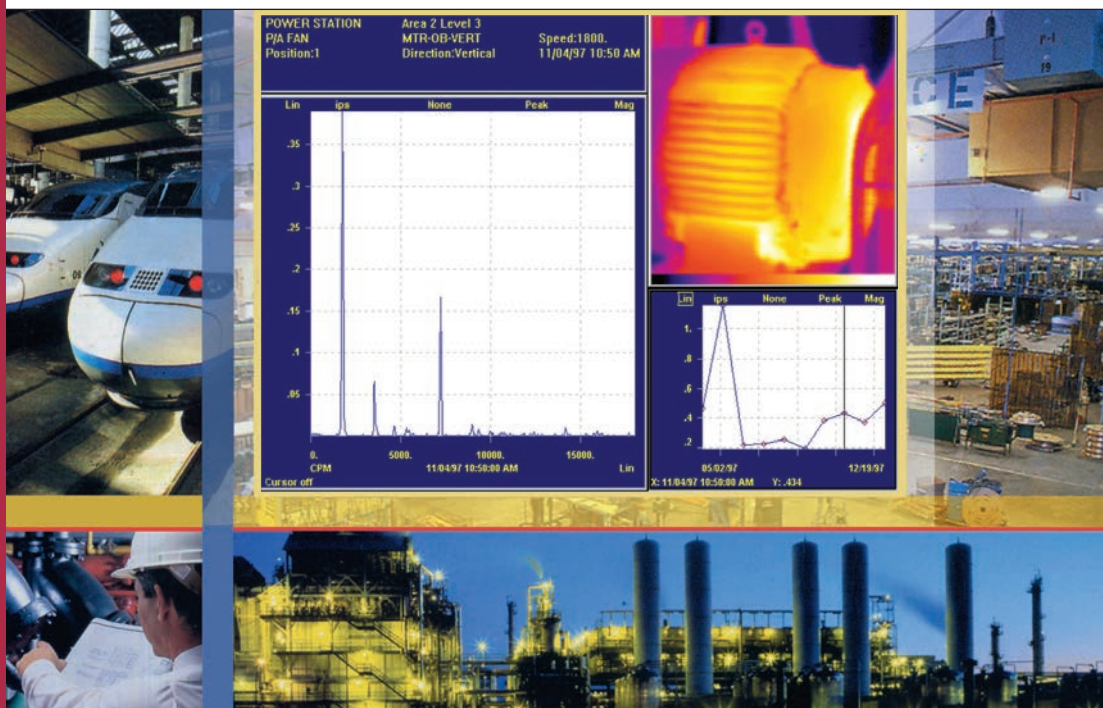 POWER STATION Area 2 Level 3
P/A FAN MTR-OB-VERT Speed:1800.
Position:1 Direction:Vertical 11/04/97 10:50 AM
Lin ips None Peak Mag
.35
.3
.25
.2
.15
.1
.05
0. 5000. 10000. 15000.
CPM 11/04/97 10:50:00 AM Lin
Cursor off
Lin ips None Peak Mag
1.
.8
.6
.4
.2
05/02/97 12/19/97
X: 11/04/97 10:50:00 AM Y: .434
CE
09